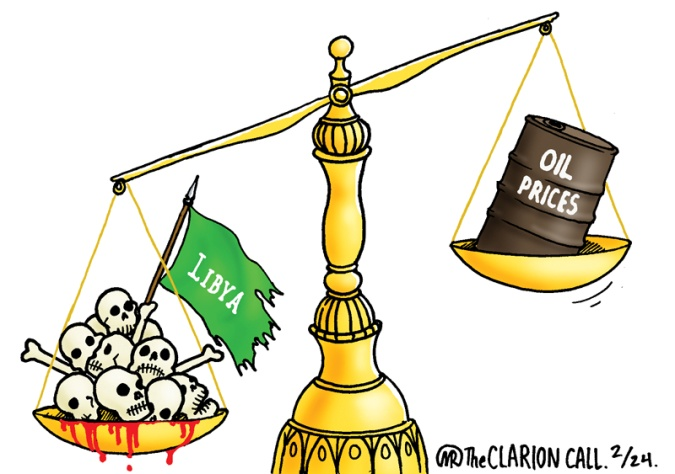 OIL
PRICES
LIBYA
The CLARION CALL. 2/24.